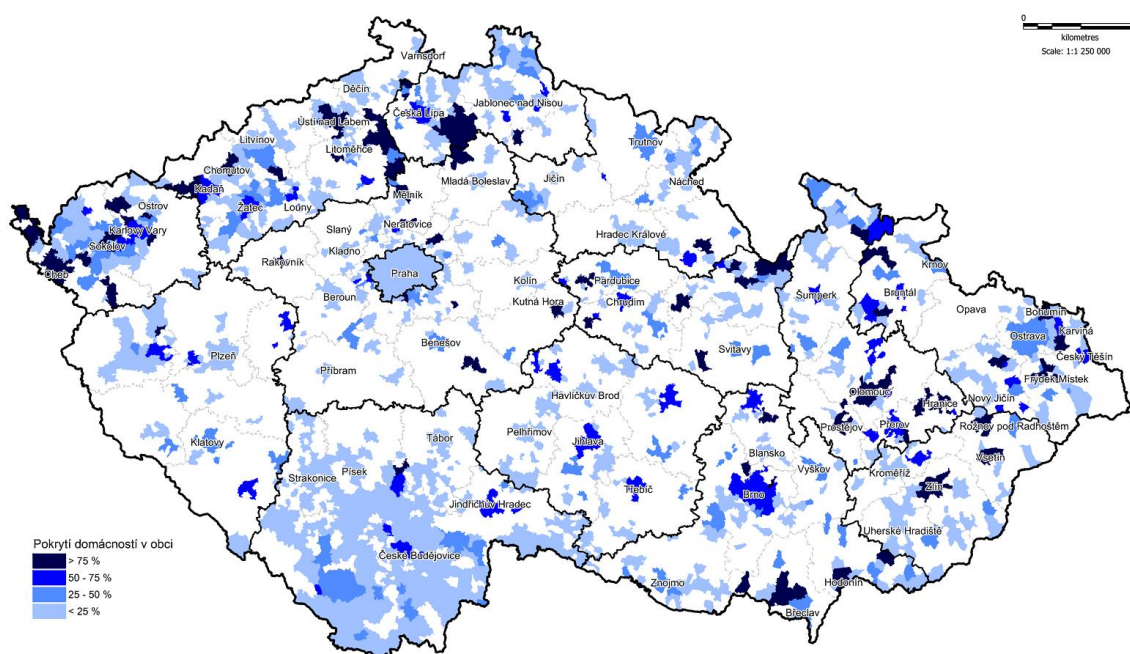 0
kilometres
Scale: 1:1 250 000
Varnsdorf
Děčín
Česká Lípa
Jablonec nad Nisou
Ústí nad Labem
Litvínov
Litoměřice
Trutnov
Chomutov
Kadaň
Mladá Boleslav
Jičín
Náchod
Ostrov
Žatec
Louny
Mělník
Karlovy Vary
Slaný
Neratovice
Hradec Králové
Sokolov
Kladno
Cheb
Rakovník
Praha
Kolín
Pardubice
Krnov
Beroun
Kutná Hora
Chrudim
Šumperk
Bruntál
Opava
Bohumín
Karviná
Plzeň
Benešov
Svitavy
Ostrava
Český Těšín
Příbram
Frýdek Místek
Havlíčkův Brod
Olomouc
Hranice
Nový Jičín
Klatovy
Tábor
Pelhřimov
Jihlava
Prostějov
Přerov
Rožnov pod Radhoštěm
Strakonice
Písek
Blansko
Vyškov
Kroměříž
Vsetín
Jindřichův Hradec
Třebíč
Brno
Zlín
Uherské Hradiště
České Budějovice
Znojmo
Hodonín
Břeclav
Pokrytí domácností v obci
> 75 %
50 - 75 %
25 - 50 %
< 25 %